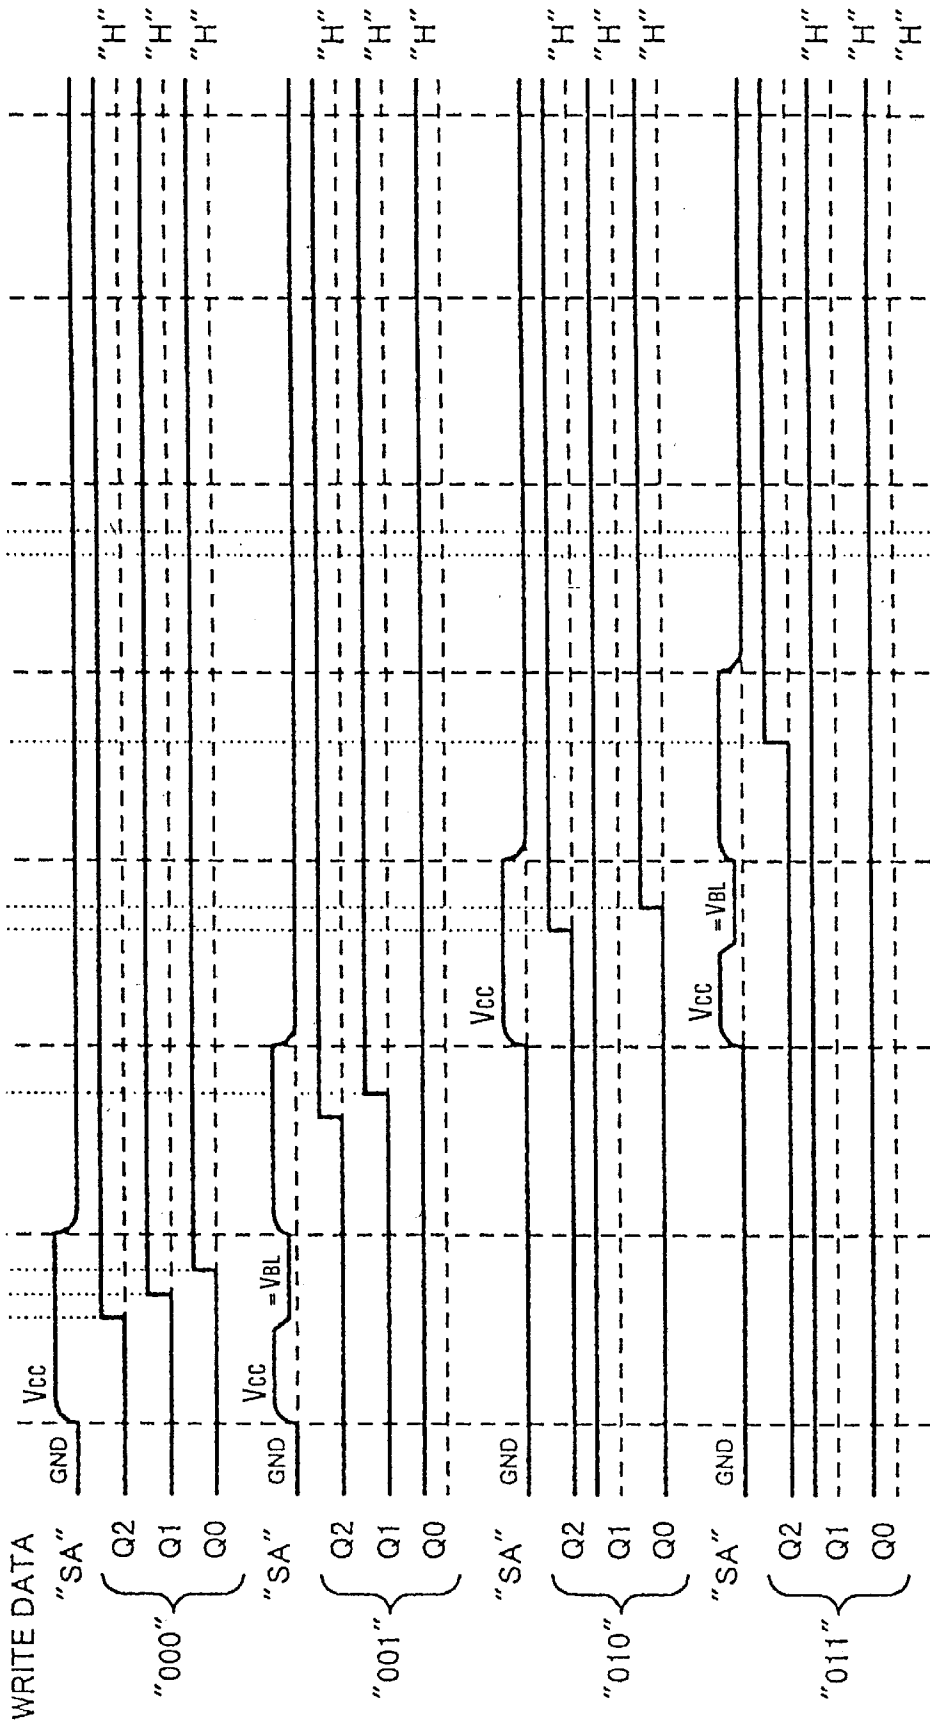 WRITE DATA
"SA" GND Vcc
"000"
Q2 "H"
Q1 "H"
Q0 "H"
"SA" GND Vcc =VBL
"001"
Q2 "H"
Q1 "H"
Q0 "H"
"SA" GND Vcc
"010"
Q2 "H"
Q1 "H"
Q0 "H"
"SA" GND Vcc =VBL
"011"
Q2 "H"
Q1 "H"
Q0 "H"